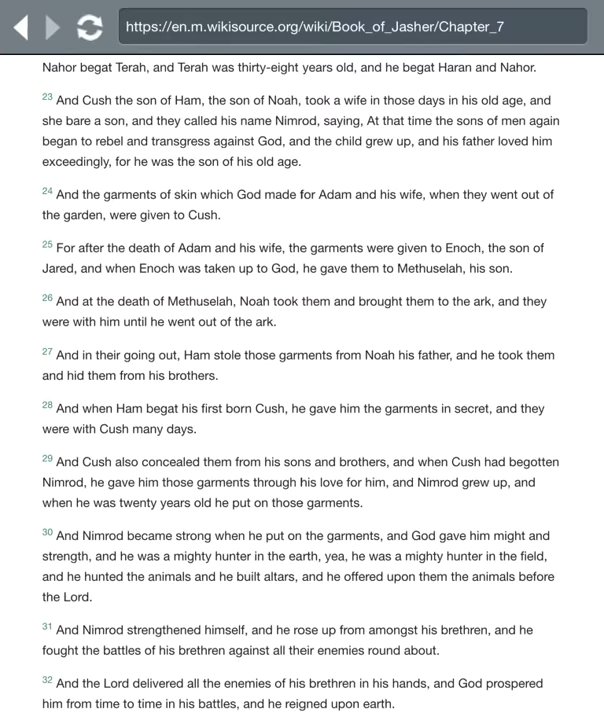 https://en.m.wikisource.org/wiki/Book_of_Jasher/Chapter_7
Nahor begat Terah, and Terah was thirty-eight years old, and he begat Haran and Nahor.
23 And Cush the son of Ham, the son of Noah, took a wife in those days in his old age, and
she bare a son, and they called his name Nimrod, saying, At that time the sons of men again
began to rebel and transgress against God, and the child grew up, and his father loved him
exceedingly, for he was the son of his old age.
24 And the garments of skin which God made for Adam and his wife, when they went out of
the garden, were given to Cush.
25 For after the death of Adam and his wife, the garments were given to Enoch, the son of
Jared, and when Enoch was taken up to God, he gave them to Methuselah, his son.
26 And at the death of Methuselah, Noah took them and brought them to the ark, and they
were with him until he went out of the ark.
27 And in their going out, Ham stole those garments from Noah his father, and he took them
and hid them from his brothers.
28 And when Ham begat his first born Cush, he gave him the garments in secret, and they
were with Cush many days.
29 And Cush also concealed them from his sons and brothers, and when Cush had begotten
Nimrod, he gave him those garments through his love for him, and Nimrod grew up, and
when he was twenty years old he put on those garments.
30 And Nimrod became strong when he put on the garments, and God gave him might and
strength, and he was a mighty hunter in the earth, yea, he was a mighty hunter in the field,
and he hunted the animals and he built altars, and he offered upon them the animals before
the Lord.
31 And Nimrod strengthened himself, and he rose up from amongst his brethren, and he
fought the battles of his brethren against all their enemies round about.
32 And the Lord delivered all the enemies of his brethren in his hands, and God prospered
him from time to time in his battles, and he reigned upon earth.